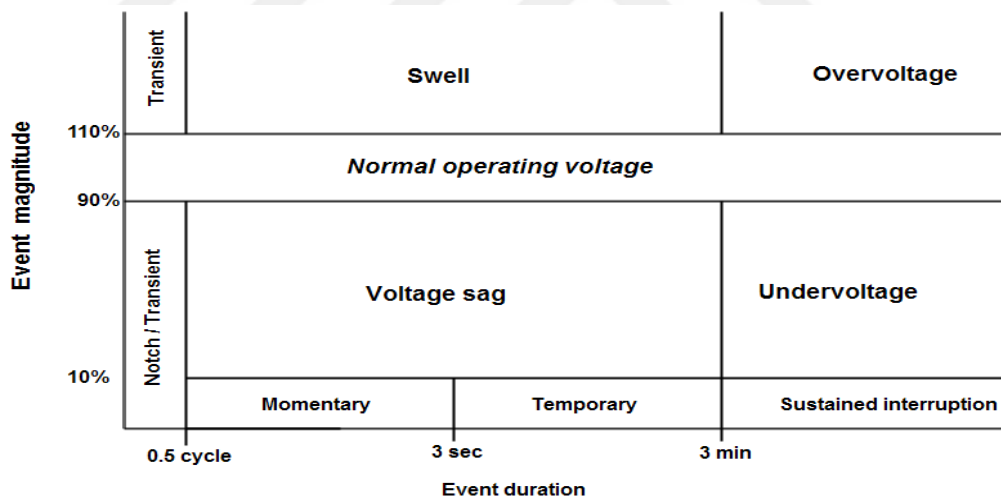 Transient
Swell
Overvoltage
110%
Normal operating voltage
90%
Event magnitude
Notch / Transient
Voltage sag
Undervoltage
10%
Momentary
Temporary
Sustained interruption
0.5 cycle
3 sec
3 min
Event duration